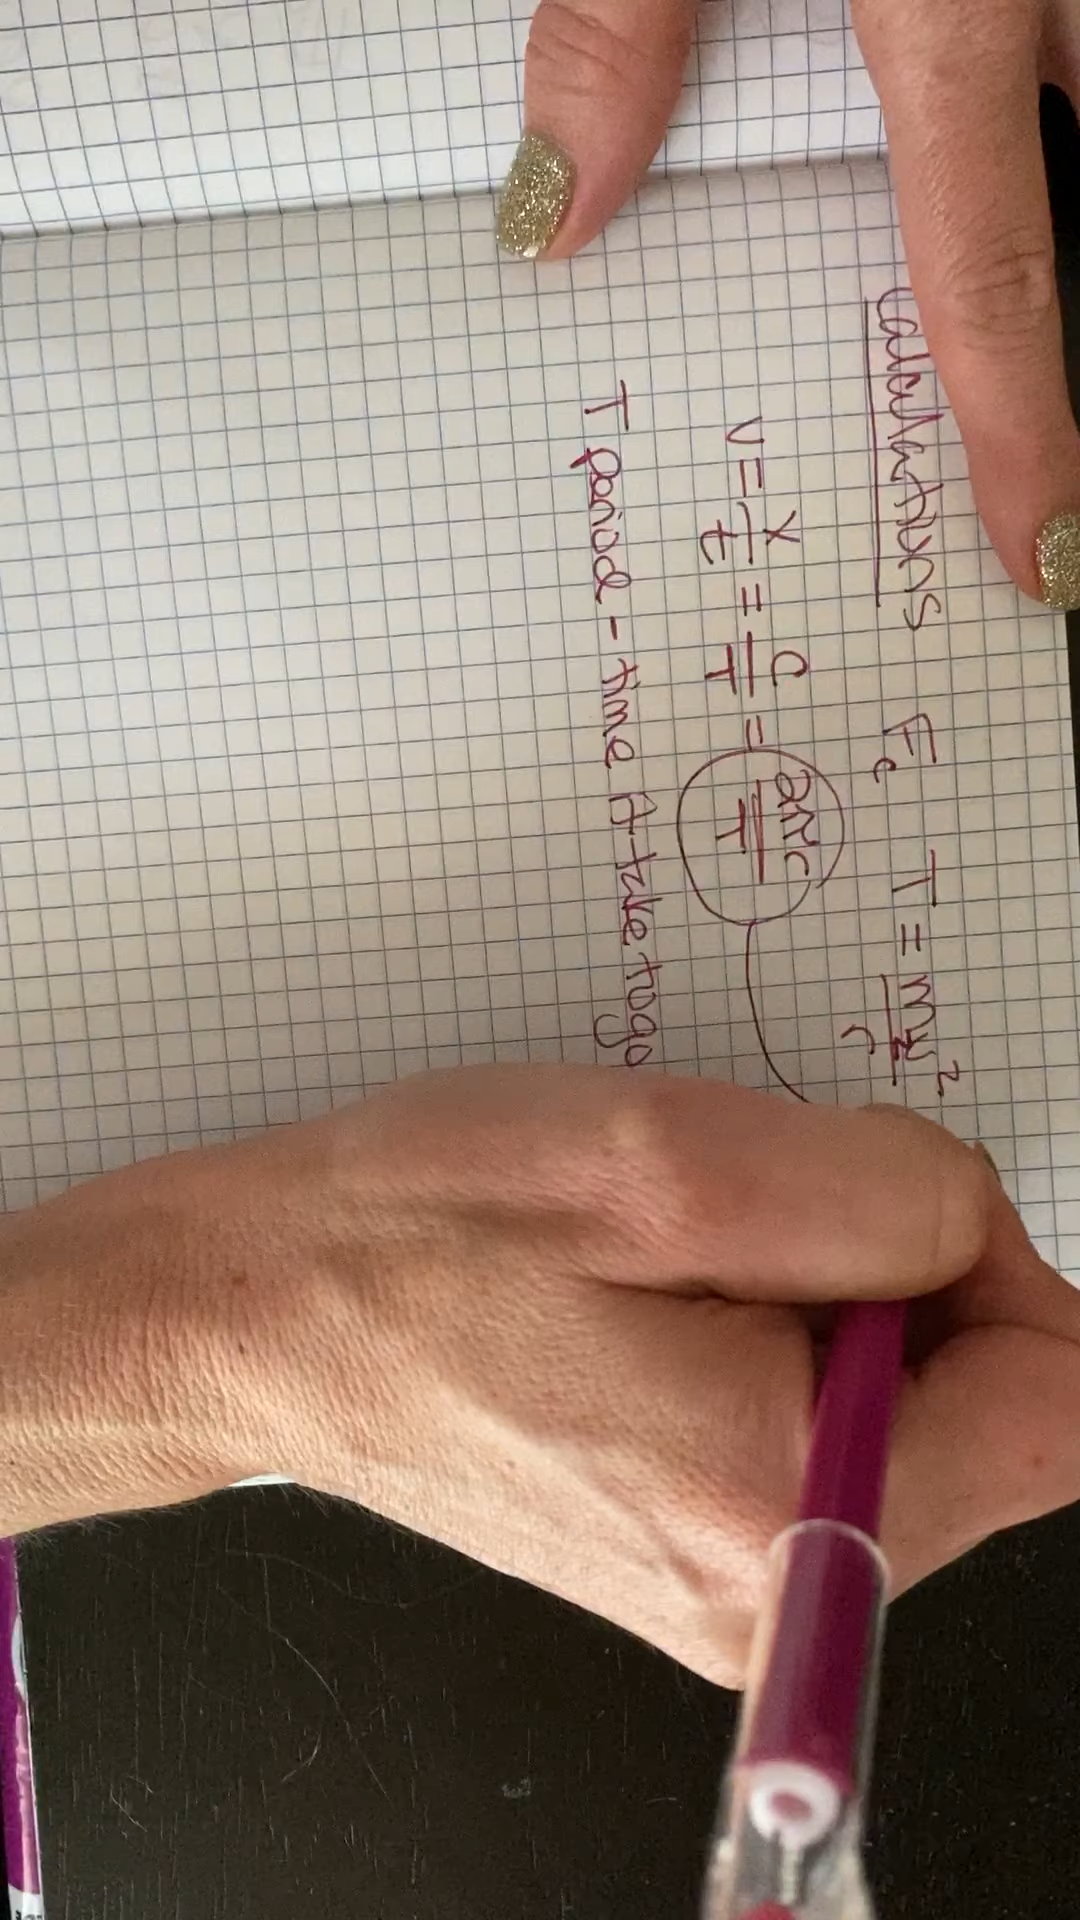 Calculations Fc T = mv²/r
v = x/t = C/T = 2πr/T
T period - time it take to go